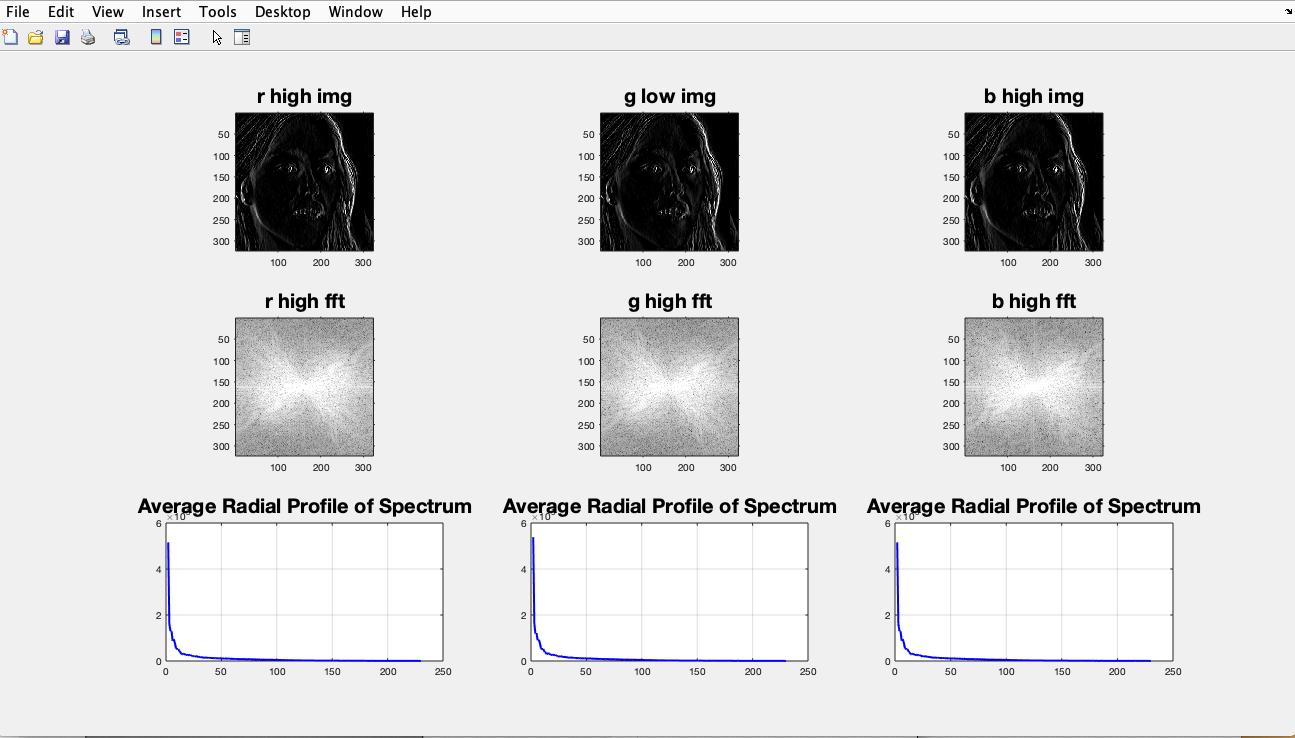 File Edit View Insert Tools Desktop Window Help
r high img g low img b high img
50 50 50
100 100 100
150 150 150
200 200 200
250 250 250
300 300 300
100 200 300 100 200 300 100 200 300
r high fft g high fft b high fft
50 50 50
100 100 100
150 150 150
200 200 200
250 250 250
300 300 300
100 200 300 100 200 300 100 200 300
Average Radial Profile of Spectrum Average Radial Profile of Spectrum Average Radial Profile of Spectrum
6 6 6
4 4 4
2 2 2
0 0 0
0 50 100 150 200 250 0 50 100 150 200 250 0 50 100 150 200 250